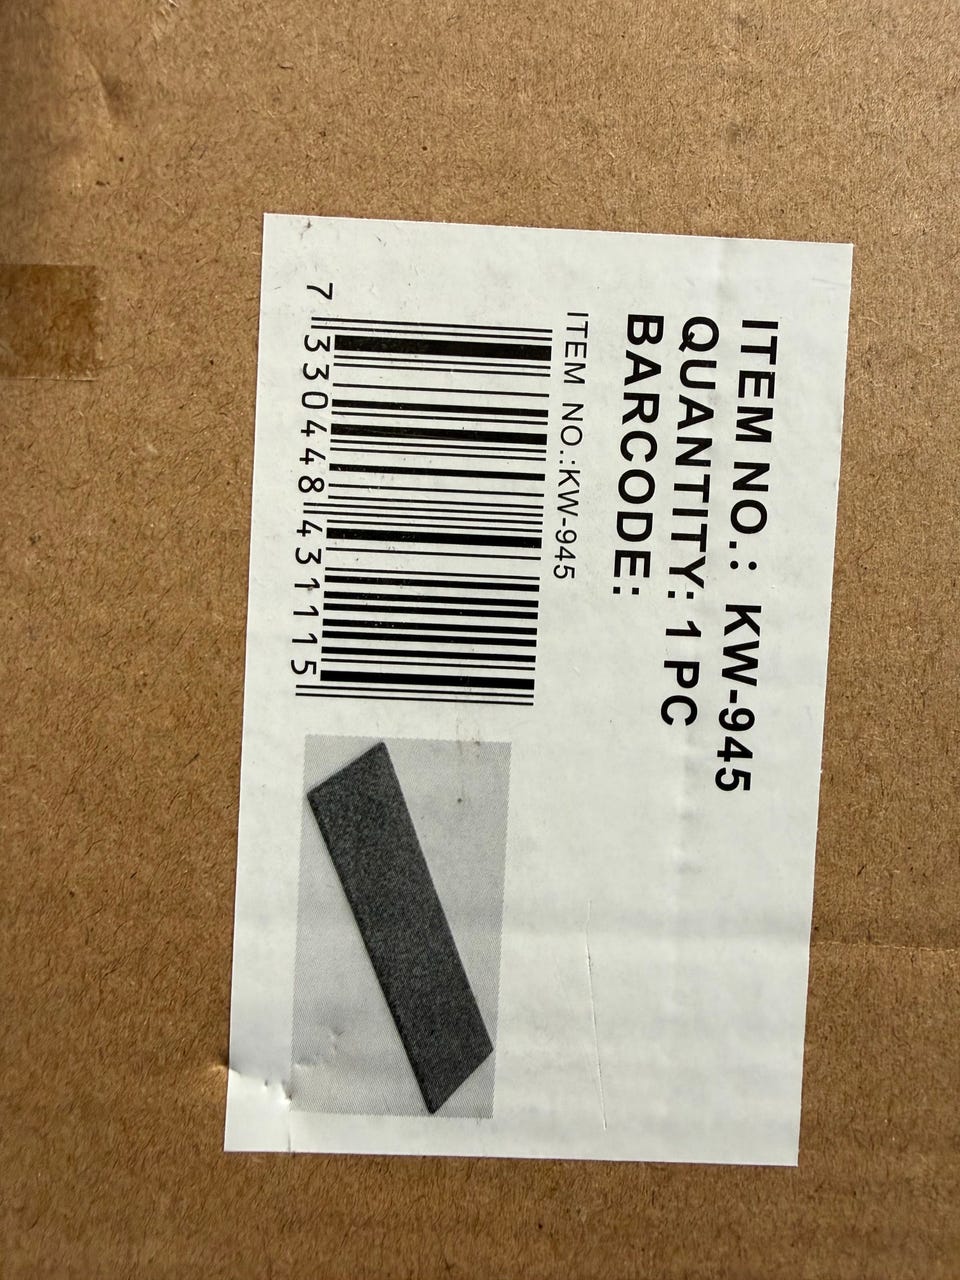 ITEM NO.: KW-945
QUANTITY: 1 PC
BARCODE:
ITEM NO.:KW-945
7 330448 431115